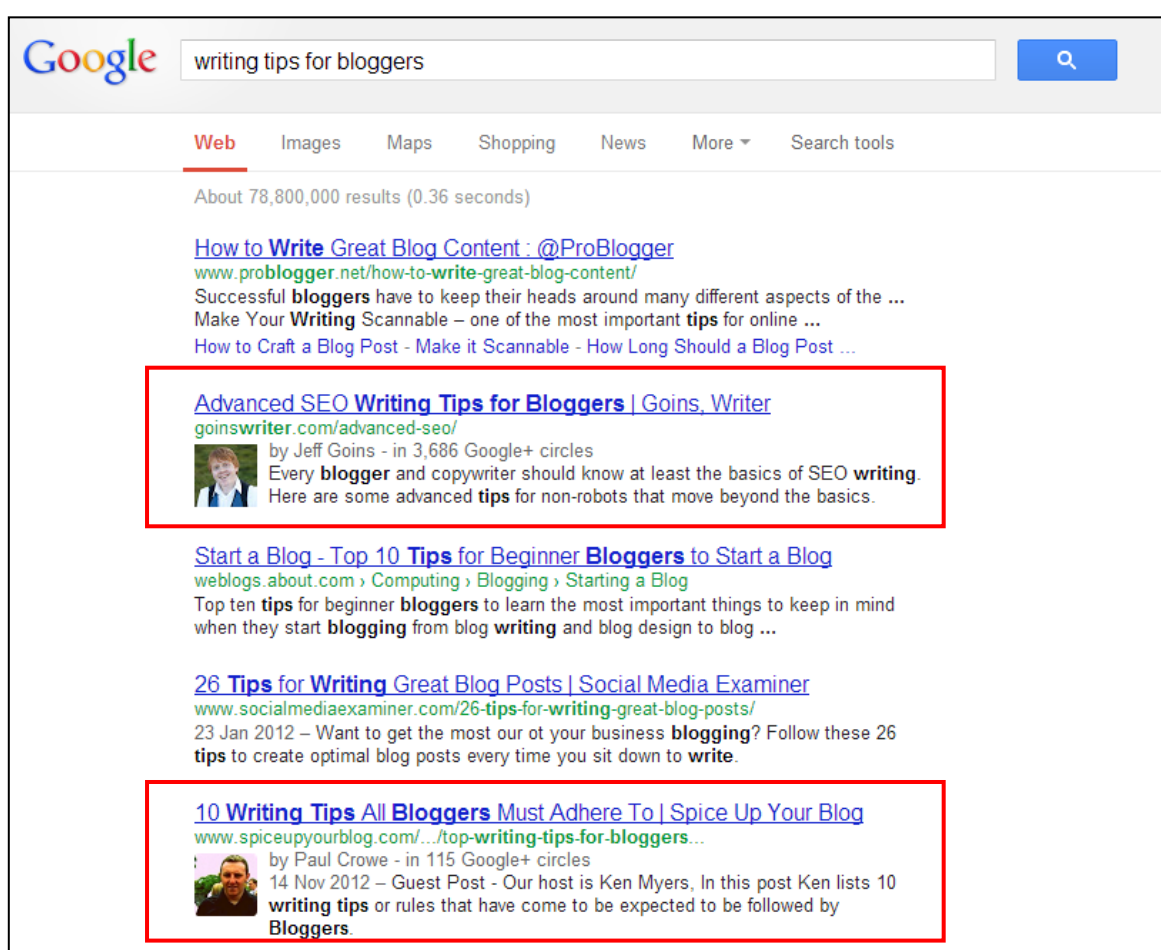 Google writing tips for bloggers
Web Images Maps Shopping News More Search tools
About 78,800,000 results (0.36 seconds)
How to Write Great Blog Content : @ProBlogger
www.problogger.net/how-to-write-great-blog-content/
Successful bloggers have to keep their heads around many different aspects of the ...
Make Your Writing Scannable – one of the most important tips for online ...
How to Craft a Blog Post - Make it Scannable - How Long Should a Blog Post ...
Advanced SEO Writing Tips for Bloggers | Goins, Writer
goinswriter.com/advanced-seo/
by Jeff Goins - in 3,686 Google+ circles
Every blogger and copywriter should know at least the basics of SEO writing.
Here are some advanced tips for non-robots that move beyond the basics.
Start a Blog - Top 10 Tips for Beginner Bloggers to Start a Blog
weblogs.about.com › Computing › Blogging › Starting a Blog
Top ten tips for beginner bloggers to learn the most important things to keep in mind
when they start blogging from blog writing and blog design to blog ...
26 Tips for Writing Great Blog Posts | Social Media Examiner
www.socialmediaexaminer.com/26-tips-for-writing-great-blog-posts/
23 Jan 2012 – Want to get the most our ot your business blogging? Follow these 26
tips to create optimal blog posts every time you sit down to write.
10 Writing Tips All Bloggers Must Adhere To | Spice Up Your Blog
www.spiceupyourblog.com/.../top-writing-tips-for-bloggers...
by Paul Crowe - in 115 Google+ circles
14 Nov 2012 – Guest Post - Our host is Ken Myers, In this post Ken lists 10
writing tips or rules that have come to be expected to be followed by
Bloggers.